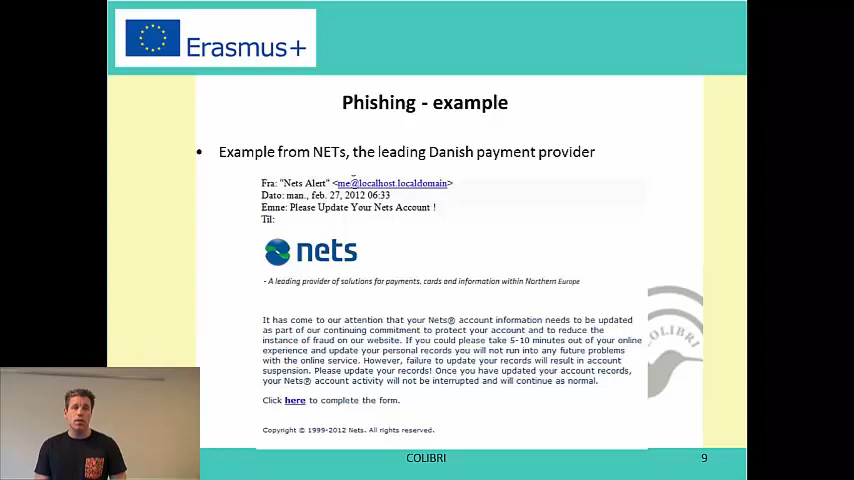 Erasmus+
Phishing - example
• Example from NETs, the leading Danish payment provider
Fra: "Nets Alert" <me@localhost.localdomain>
Dato: man., feb. 27, 2012 06:33
Emne: Please Update Your Nets Account !
Til:
nets
- A leading provider of solutions for payments, cards and information within Northern Europe
It has come to our attention that your Nets® account information needs to be updated
as part of our continuing commitment to protect your account and to reduce the
instance of fraud on our website. If you could please take 5-10 minutes out of your online
experience and update your personal records you will not run into any future problems
with the online service. However, failure to update your records will result in account
suspension. Please update your records! Once you have updated your account records,
your Nets® account activity will not be interrupted and will continue as normal.
Click here to complete the form.
Copyright © 1999-2012 Nets. All rights reserved.
COLIBRI
COLIBRI
9